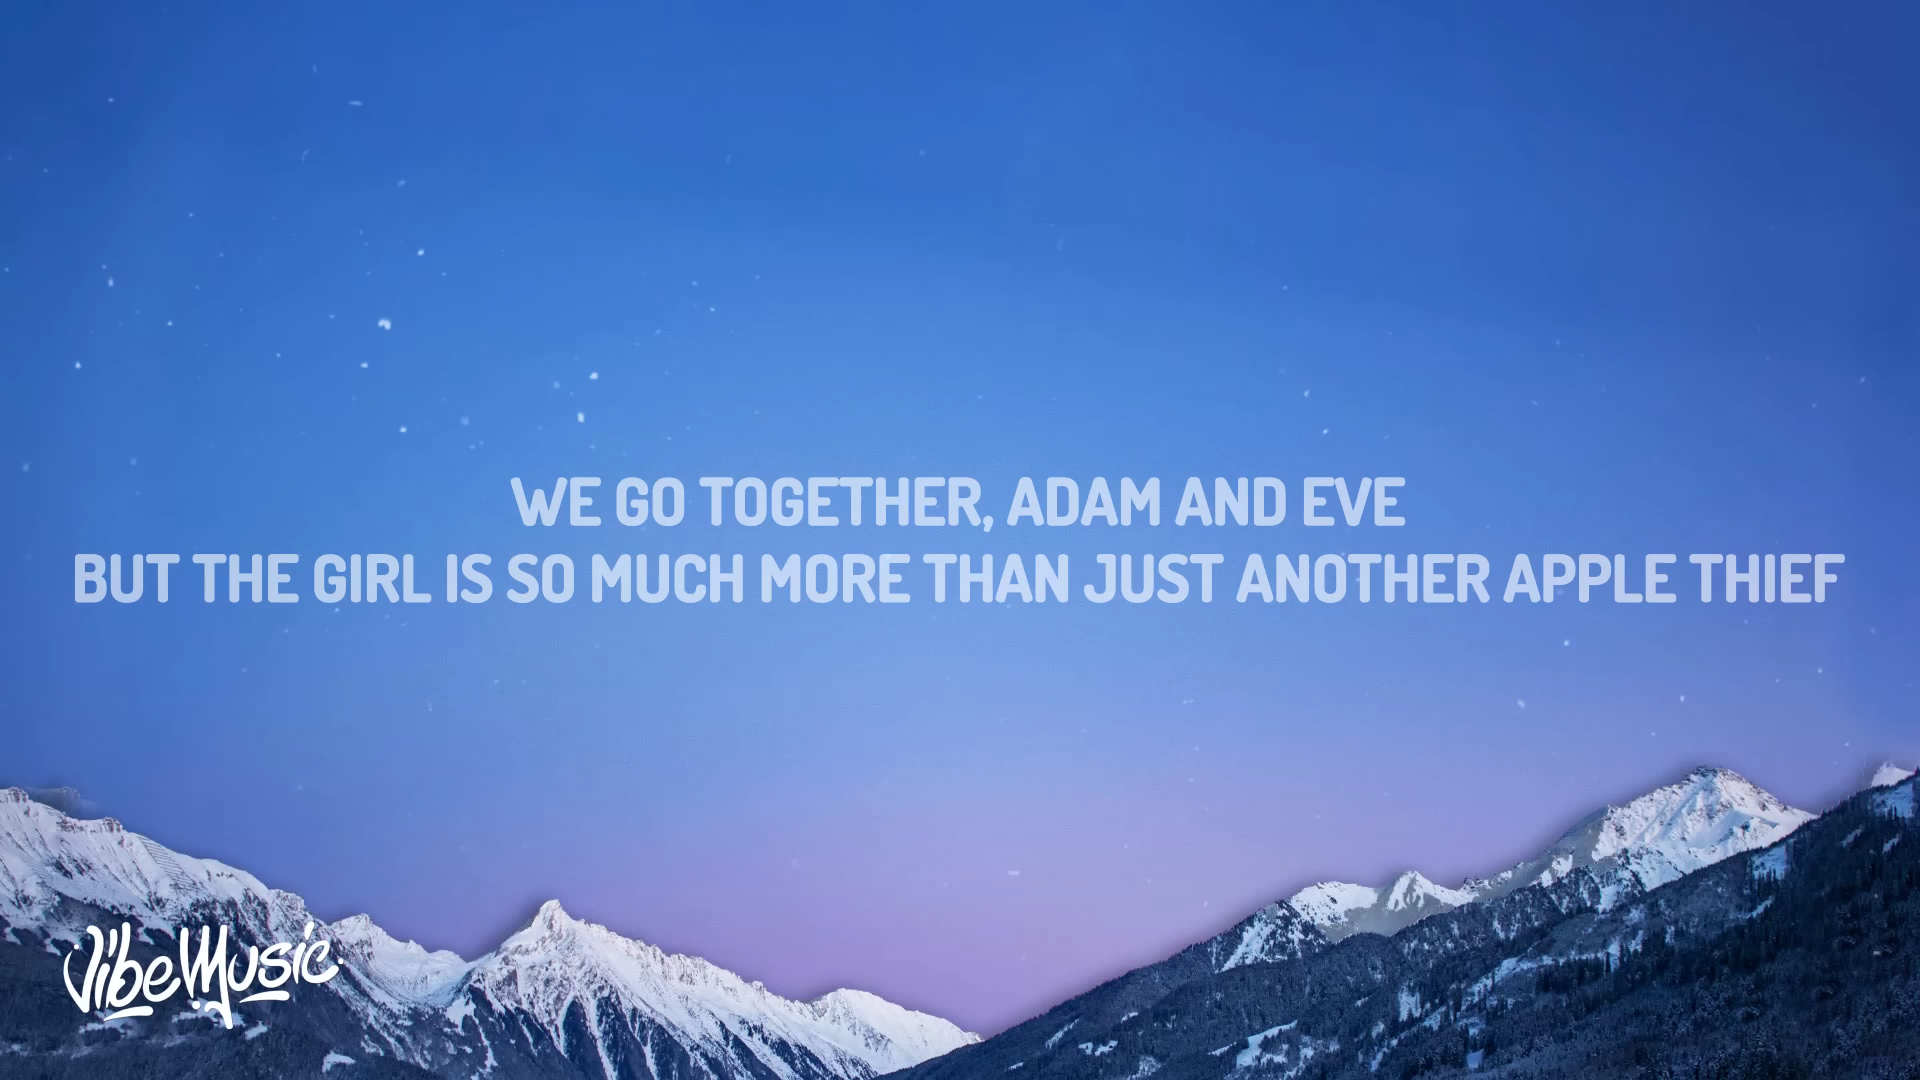 WE GO TOGETHER, ADAM AND EVE
BUT THE GIRL IS SO MUCH MORE THAN JUST ANOTHER APPLE THIEF
VibeMusic